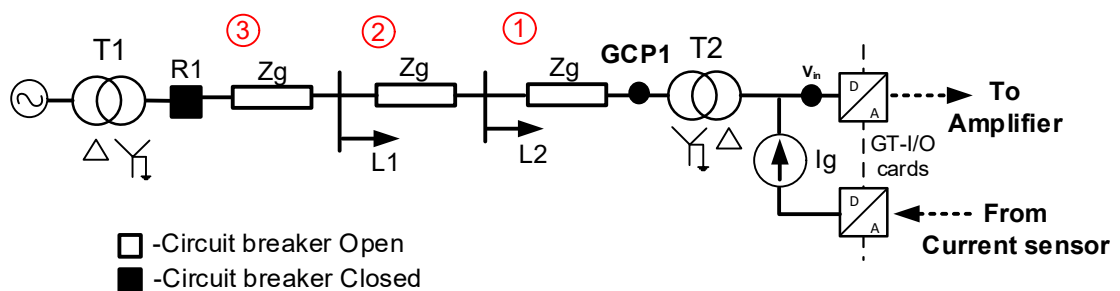 ③ ② ①
T1
R1
Zg
Zg
Zg
GCP1
T2
Vin
D
A
To
Amplifier
L1
L2
Ig
GT-I/O
cards
D
A
From
Current sensor
-Circuit breaker Open
-Circuit breaker Closed